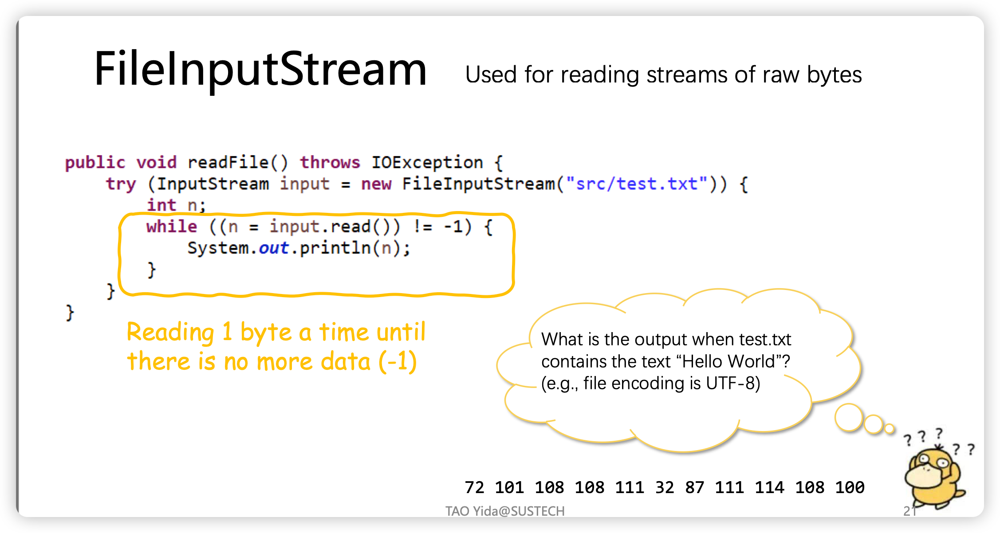 FileInputStream Used for reading streams of raw bytes
public void readFile() throws IOException {
try (InputStream input = new FileInputStream("src/test.txt")) {
int n;
while ((n = input.read()) != -1) {
System.out.println(n);
}
}
}
Reading 1 byte a time until
there is no more data (-1)
What is the output when test.txt
contains the text “Hello World”?
(e.g., file encoding is UTF-8)
? ? ? ? ?
72 101 108 108 111 32 87 111 114 108 100
TAO Yida@SUSTECH
21